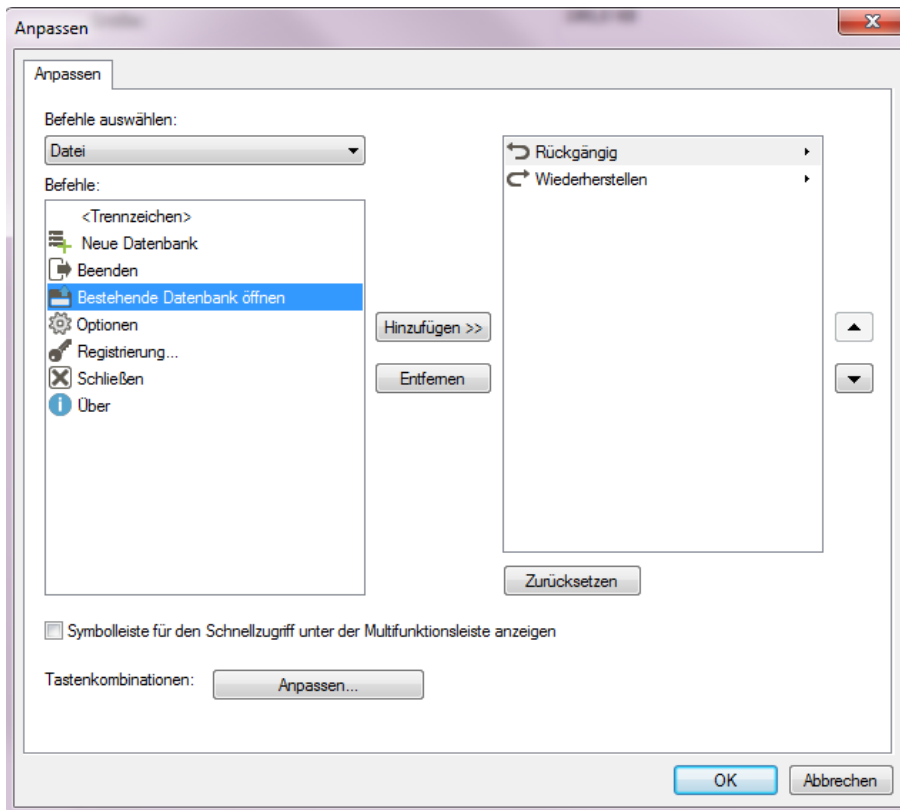 Anpassen
Anpassen
Befehle auswählen:
Datei
Befehle:
<Trennzeichen>
Neue Datenbank
Beenden
Bestehende Datenbank öffnen
Optionen
Registrierung...
Schließen
Über
Hinzufügen >>
Entfernen
Rückgängig
Wiederherstellen
Zurücksetzen
Symbolleiste für den Schnellzugriff unter der Multifunktionsleiste anzeigen
Tastenkombinationen:
Anpassen...
OK
Abbrechen